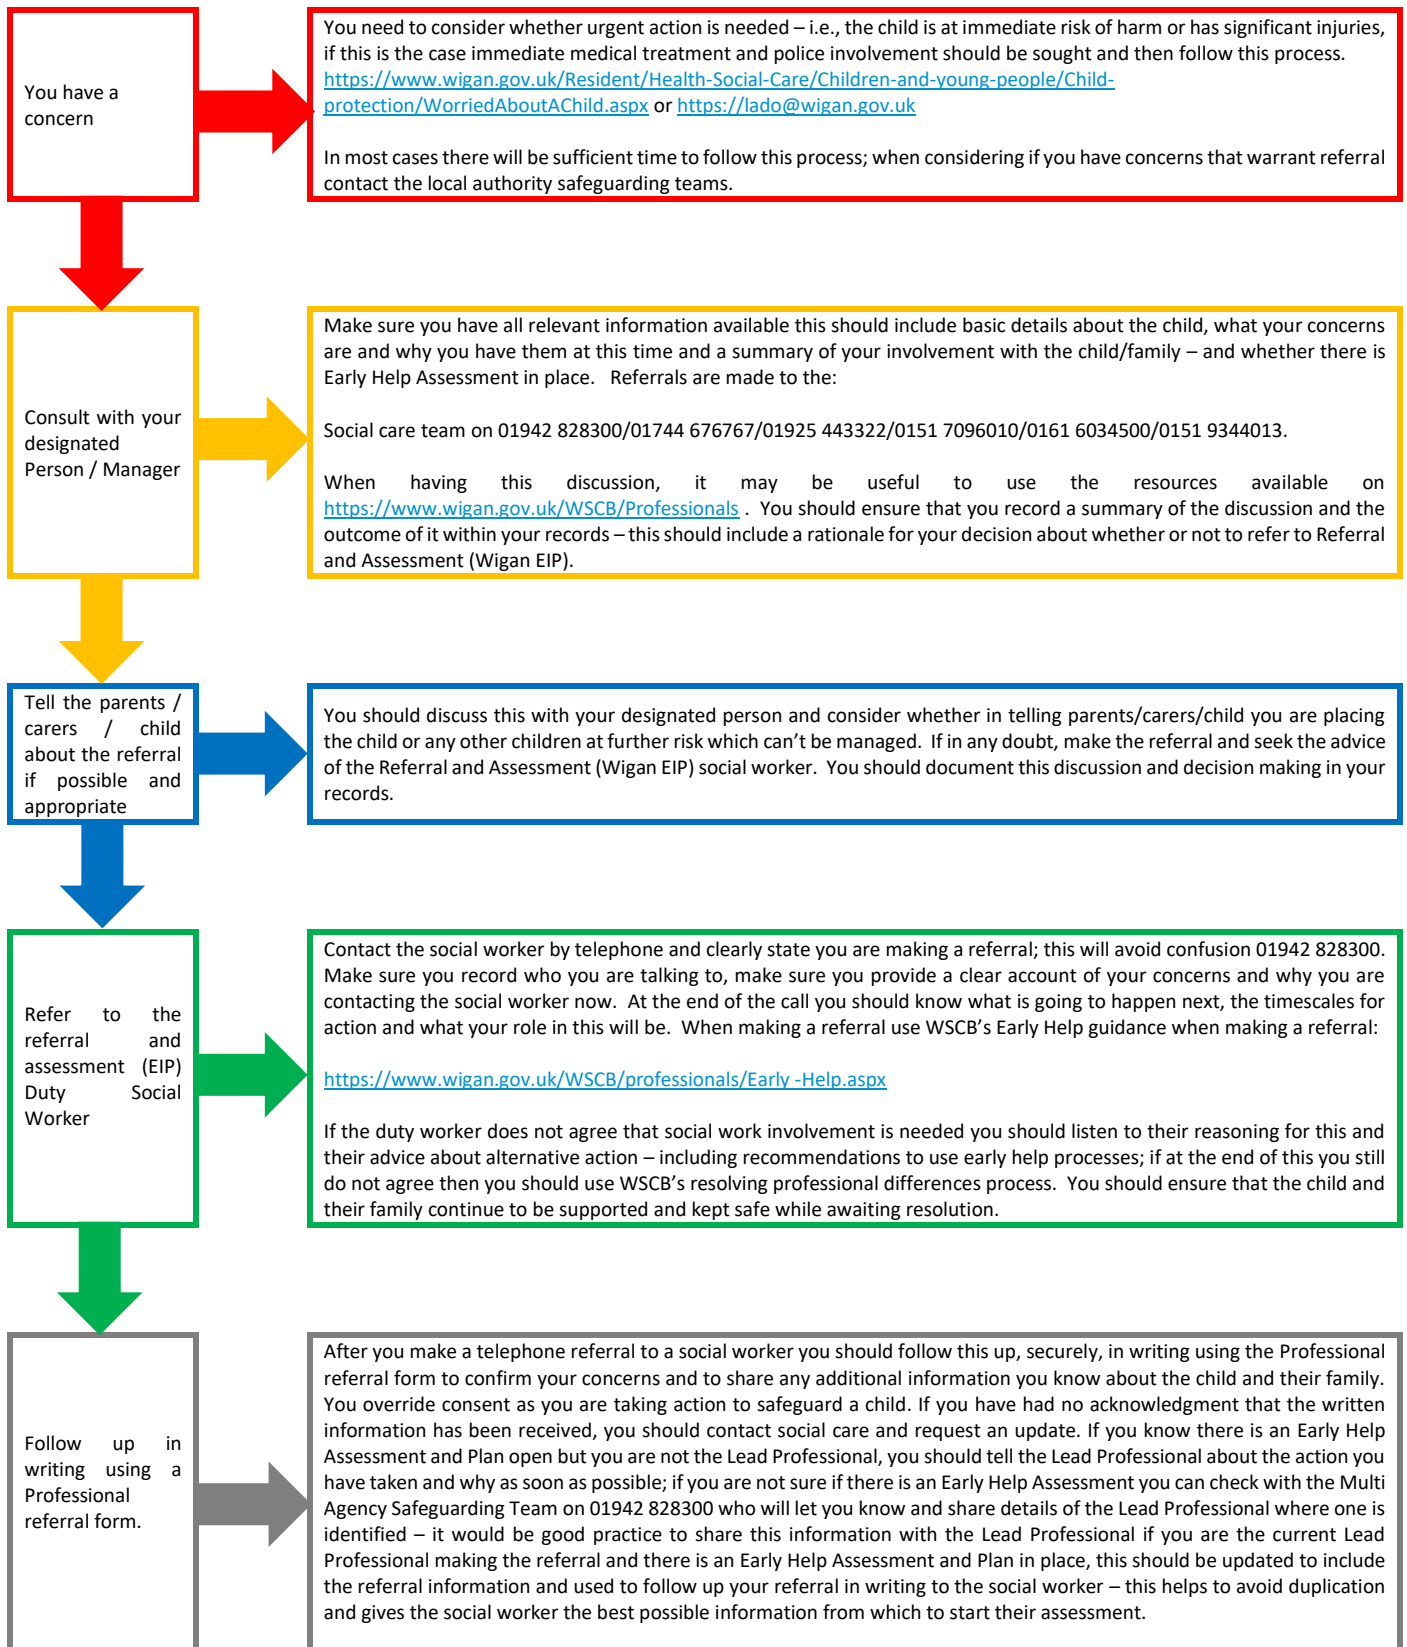 You have a
concern
You need to consider whether urgent action is needed – i.e., the child is at immediate risk of harm or has significant injuries,
if this is the case immediate medical treatment and police involvement should be sought and then follow this process.
https://www.wigan.gov.uk/Resident/Health-Social-Care/Children-and-young-people/Child-
protection/WorriedAboutAChild.aspx or https://lado@wigan.gov.uk
In most cases there will be sufficient time to follow this process; when considering if you have concerns that warrant referral
contact the local authority safeguarding teams.
Consult with your
designated
Person / Manager
Make sure you have all relevant information available this should include basic details about the child, what your concerns
are and why you have them at this time and a summary of your involvement with the child/family – and whether there is
Early Help Assessment in place. Referrals are made to the:
Social care team on 01942 828300/01744 676767/01925 443322/0151 7096010/0161 6034500/0151 9344013.
When having this discussion, it may be useful to use the resources available on
https://www.wigan.gov.uk/WSCB/Professionals . You should ensure that you record a summary of the discussion and the
outcome of it within your records – this should include a rationale for your decision about whether or not to refer to Referral
and Assessment (Wigan EIP).
Tell the parents /
carers / child
about the referral
if possible and
appropriate
You should discuss this with your designated person and consider whether in telling parents/carers/child you are placing
the child or any other children at further risk which can't be managed. If in any doubt, make the referral and seek the advice
of the Referral and Assessment (Wigan EIP) social worker. You should document this discussion and decision making in your
records.
Refer to the
referral and
assessment (EIP)
Duty Social
Worker
Contact the social worker by telephone and clearly state you are making a referral; this will avoid confusion 01942 828300.
Make sure you record who you are talking to, make sure you provide a clear account of your concerns and why you are
contacting the social worker now. At the end of the call you should know what is going to happen next, the timescales for
action and what your role in this will be. When making a referral use WSCB's Early Help guidance when making a referral:
https://www.wigan.gov.uk/WSCB/professionals/Early -Help.aspx
If the duty worker does not agree that social work involvement is needed you should listen to their reasoning for this and
their advice about alternative action – including recommendations to use early help processes; if at the end of this you still
do not agree then you should use WSCB's resolving professional differences process. You should ensure that the child and
their family continue to be supported and kept safe while awaiting resolution.
Follow up in
writing using a
Professional
referral form.
After you make a telephone referral to a social worker you should follow this up, securely, in writing using the Professional
referral form to confirm your concerns and to share any additional information you know about the child and their family.
You override consent as you are taking action to safeguard a child. If you have had no acknowledgment that the written
information has been received, you should contact social care and request an update. If you know there is an Early Help
Assessment and Plan open but you are not the Lead Professional, you should tell the Lead Professional about the action you
have taken and why as soon as possible; if you are not sure if there is an Early Help Assessment you can check with the Multi
Agency Safeguarding Team on 01942 828300 who will let you know and share details of the Lead Professional where one is
identified – it would be good practice to share this information with the Lead Professional if you are the current Lead
Professional making the referral and there is an Early Help Assessment and Plan in place, this should be updated to include
the referral information and used to follow up your referral in writing to the social worker – this helps to avoid duplication
and gives the social worker the best possible information from which to start their assessment.